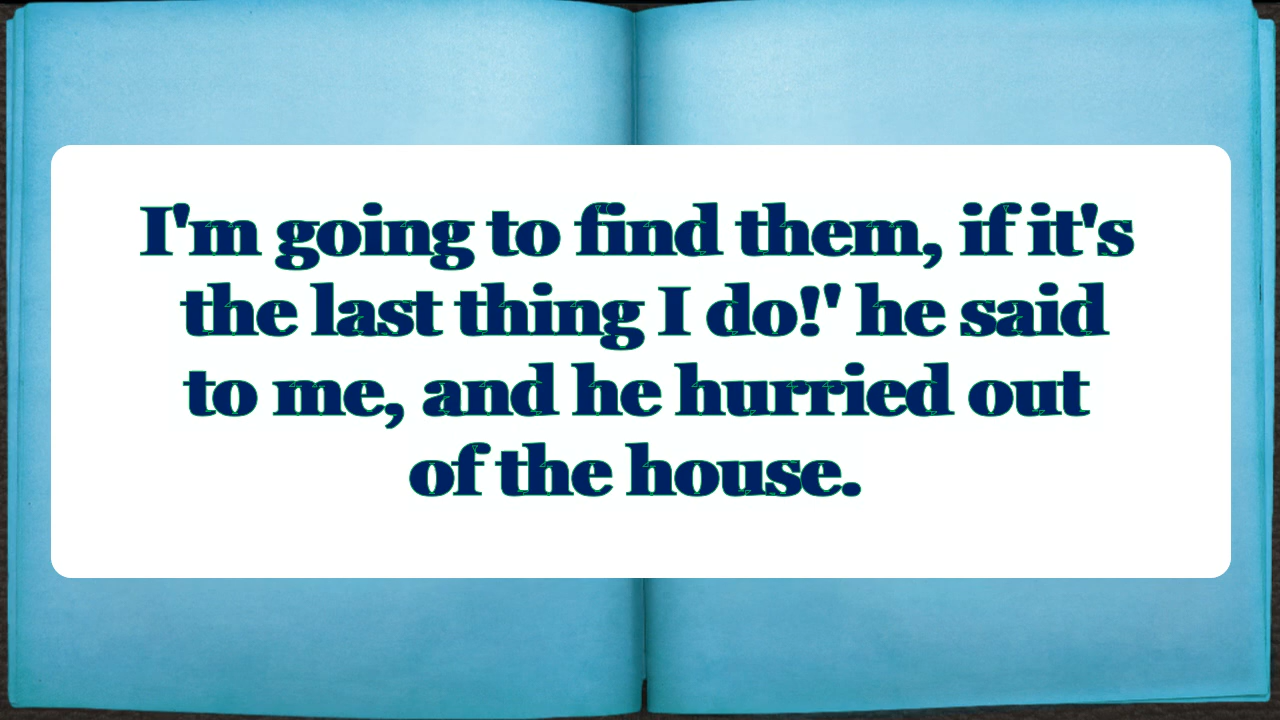 I'm going to find them, if it's
the last thing I do!' he said
to me, and he hurried out
of the house.